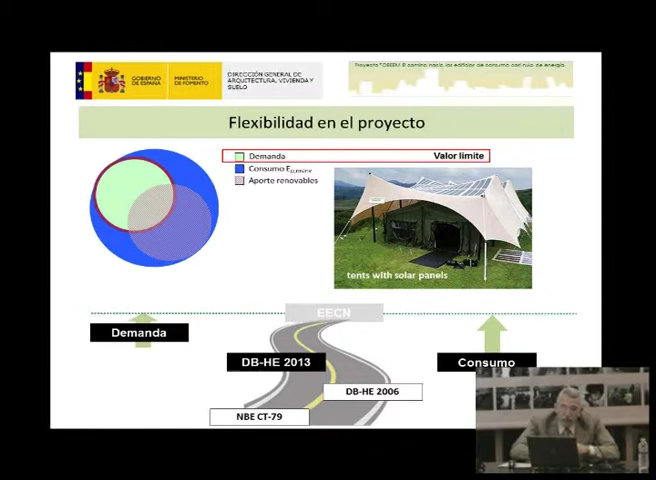 GOBIERNO
DE ESPAÑA
MINISTERIO
DE FOMENTO
DIRECCIÓN GENERAL DE
ARQUITECTURA, VIVIENDA Y
SUELO
Flexibilidad en el proyecto
Demanda
Valor límite
Consumo
Aporte renovables
tents with solar panels
EECN
Demanda
DB-HE 2013
Consumo
DB-HE 2006
NBE CT-79